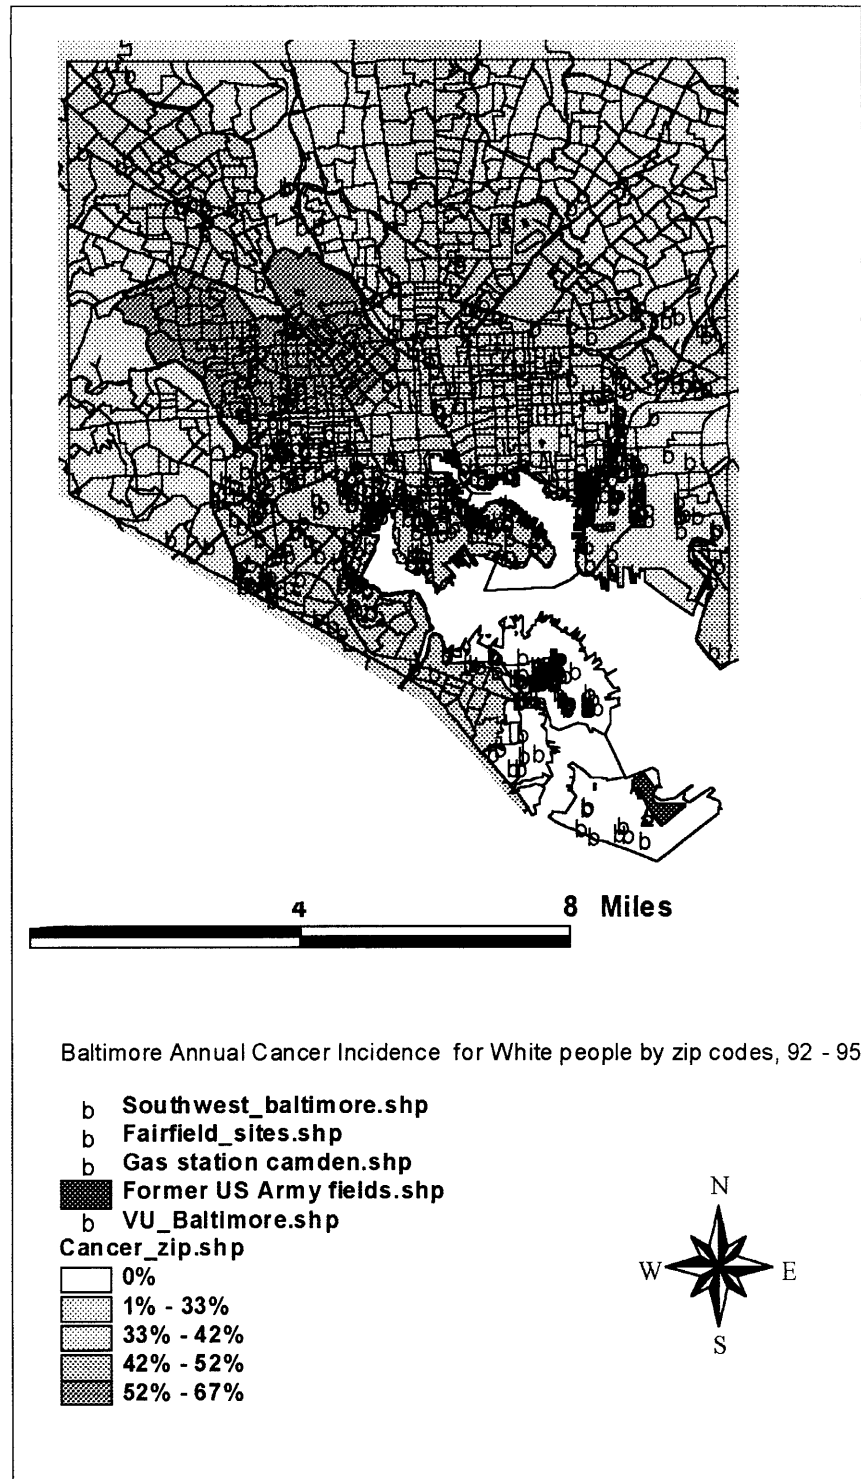 4
8 Miles
Baltimore Annual Cancer Incidence for White people by zip codes, 92 - 95
b Southwest_baltimore.shp
b Fairfield_sites.shp
b Gas station camden.shp
Former US Army fields.shp
b VU_Baltimore.shp
Cancer_zip.shp
0%
1% - 33%
33% - 42%
42% - 52%
52% - 67%
N
W E
S